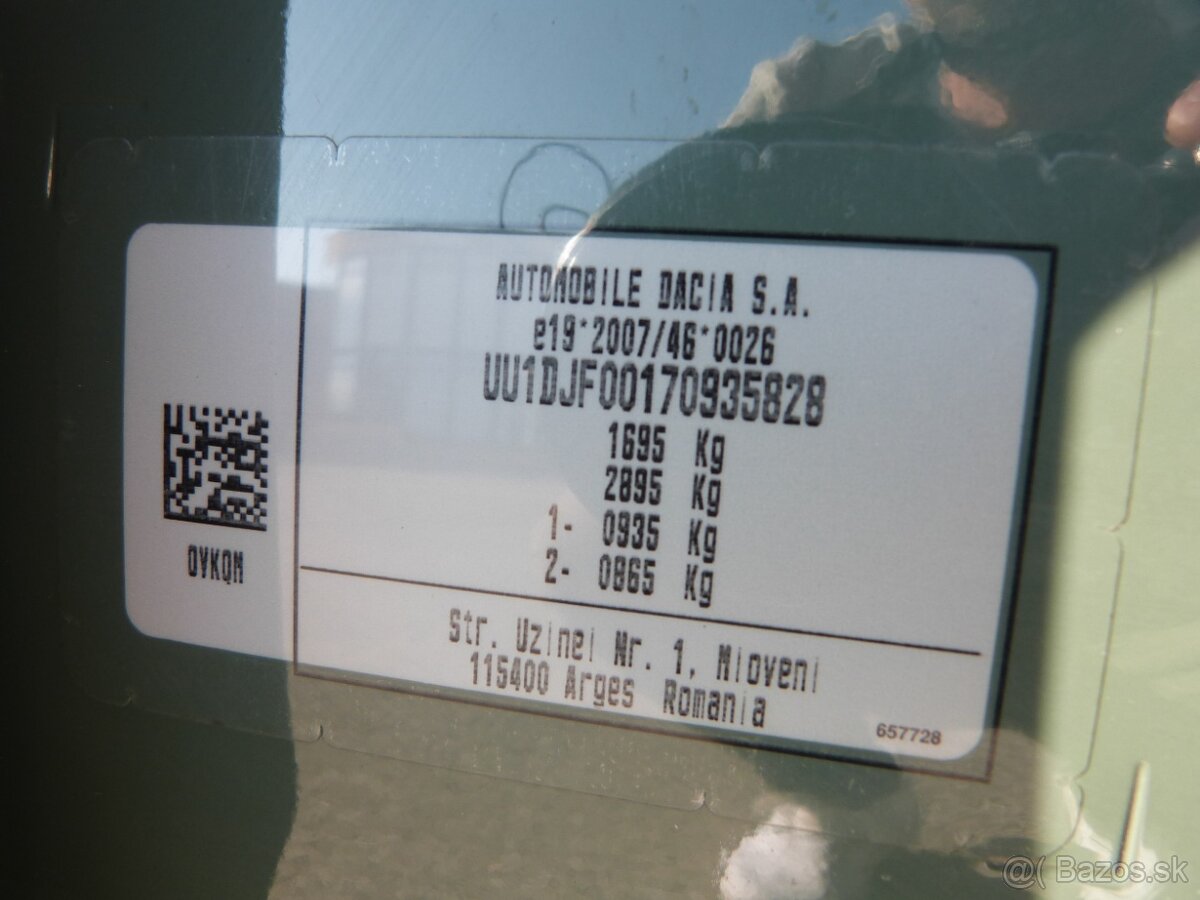 AUTOMOBILE DACIA S.A.
e19*2007/46*0026
UU1DJF00170935828
1695 Kg
2895 Kg
1- 0935 Kg
2- 0865 Kg
OVKQM
Str. Uzinei Nr. 1, Mioveni
115400 Arges Romania
657728
@( Bazos.sk